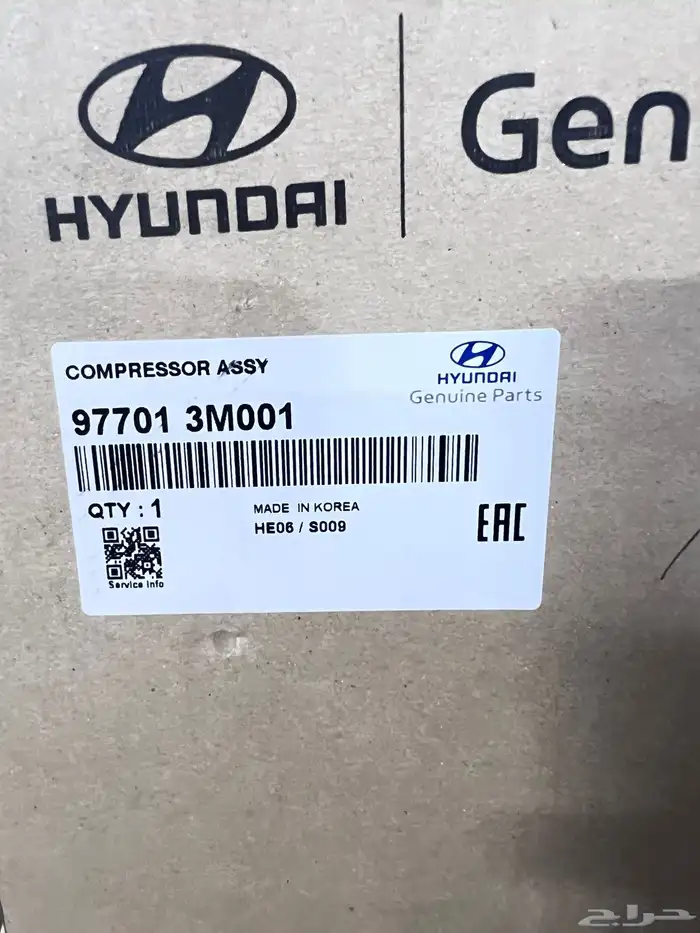 HYUNDAI
Gen
COMPRESSOR ASSY
HYUNDAI
Genuine Parts
97701 3M001
QTY : 1
MADE IN KOREA
HE06 / S009
EAC
Service Info
حراج